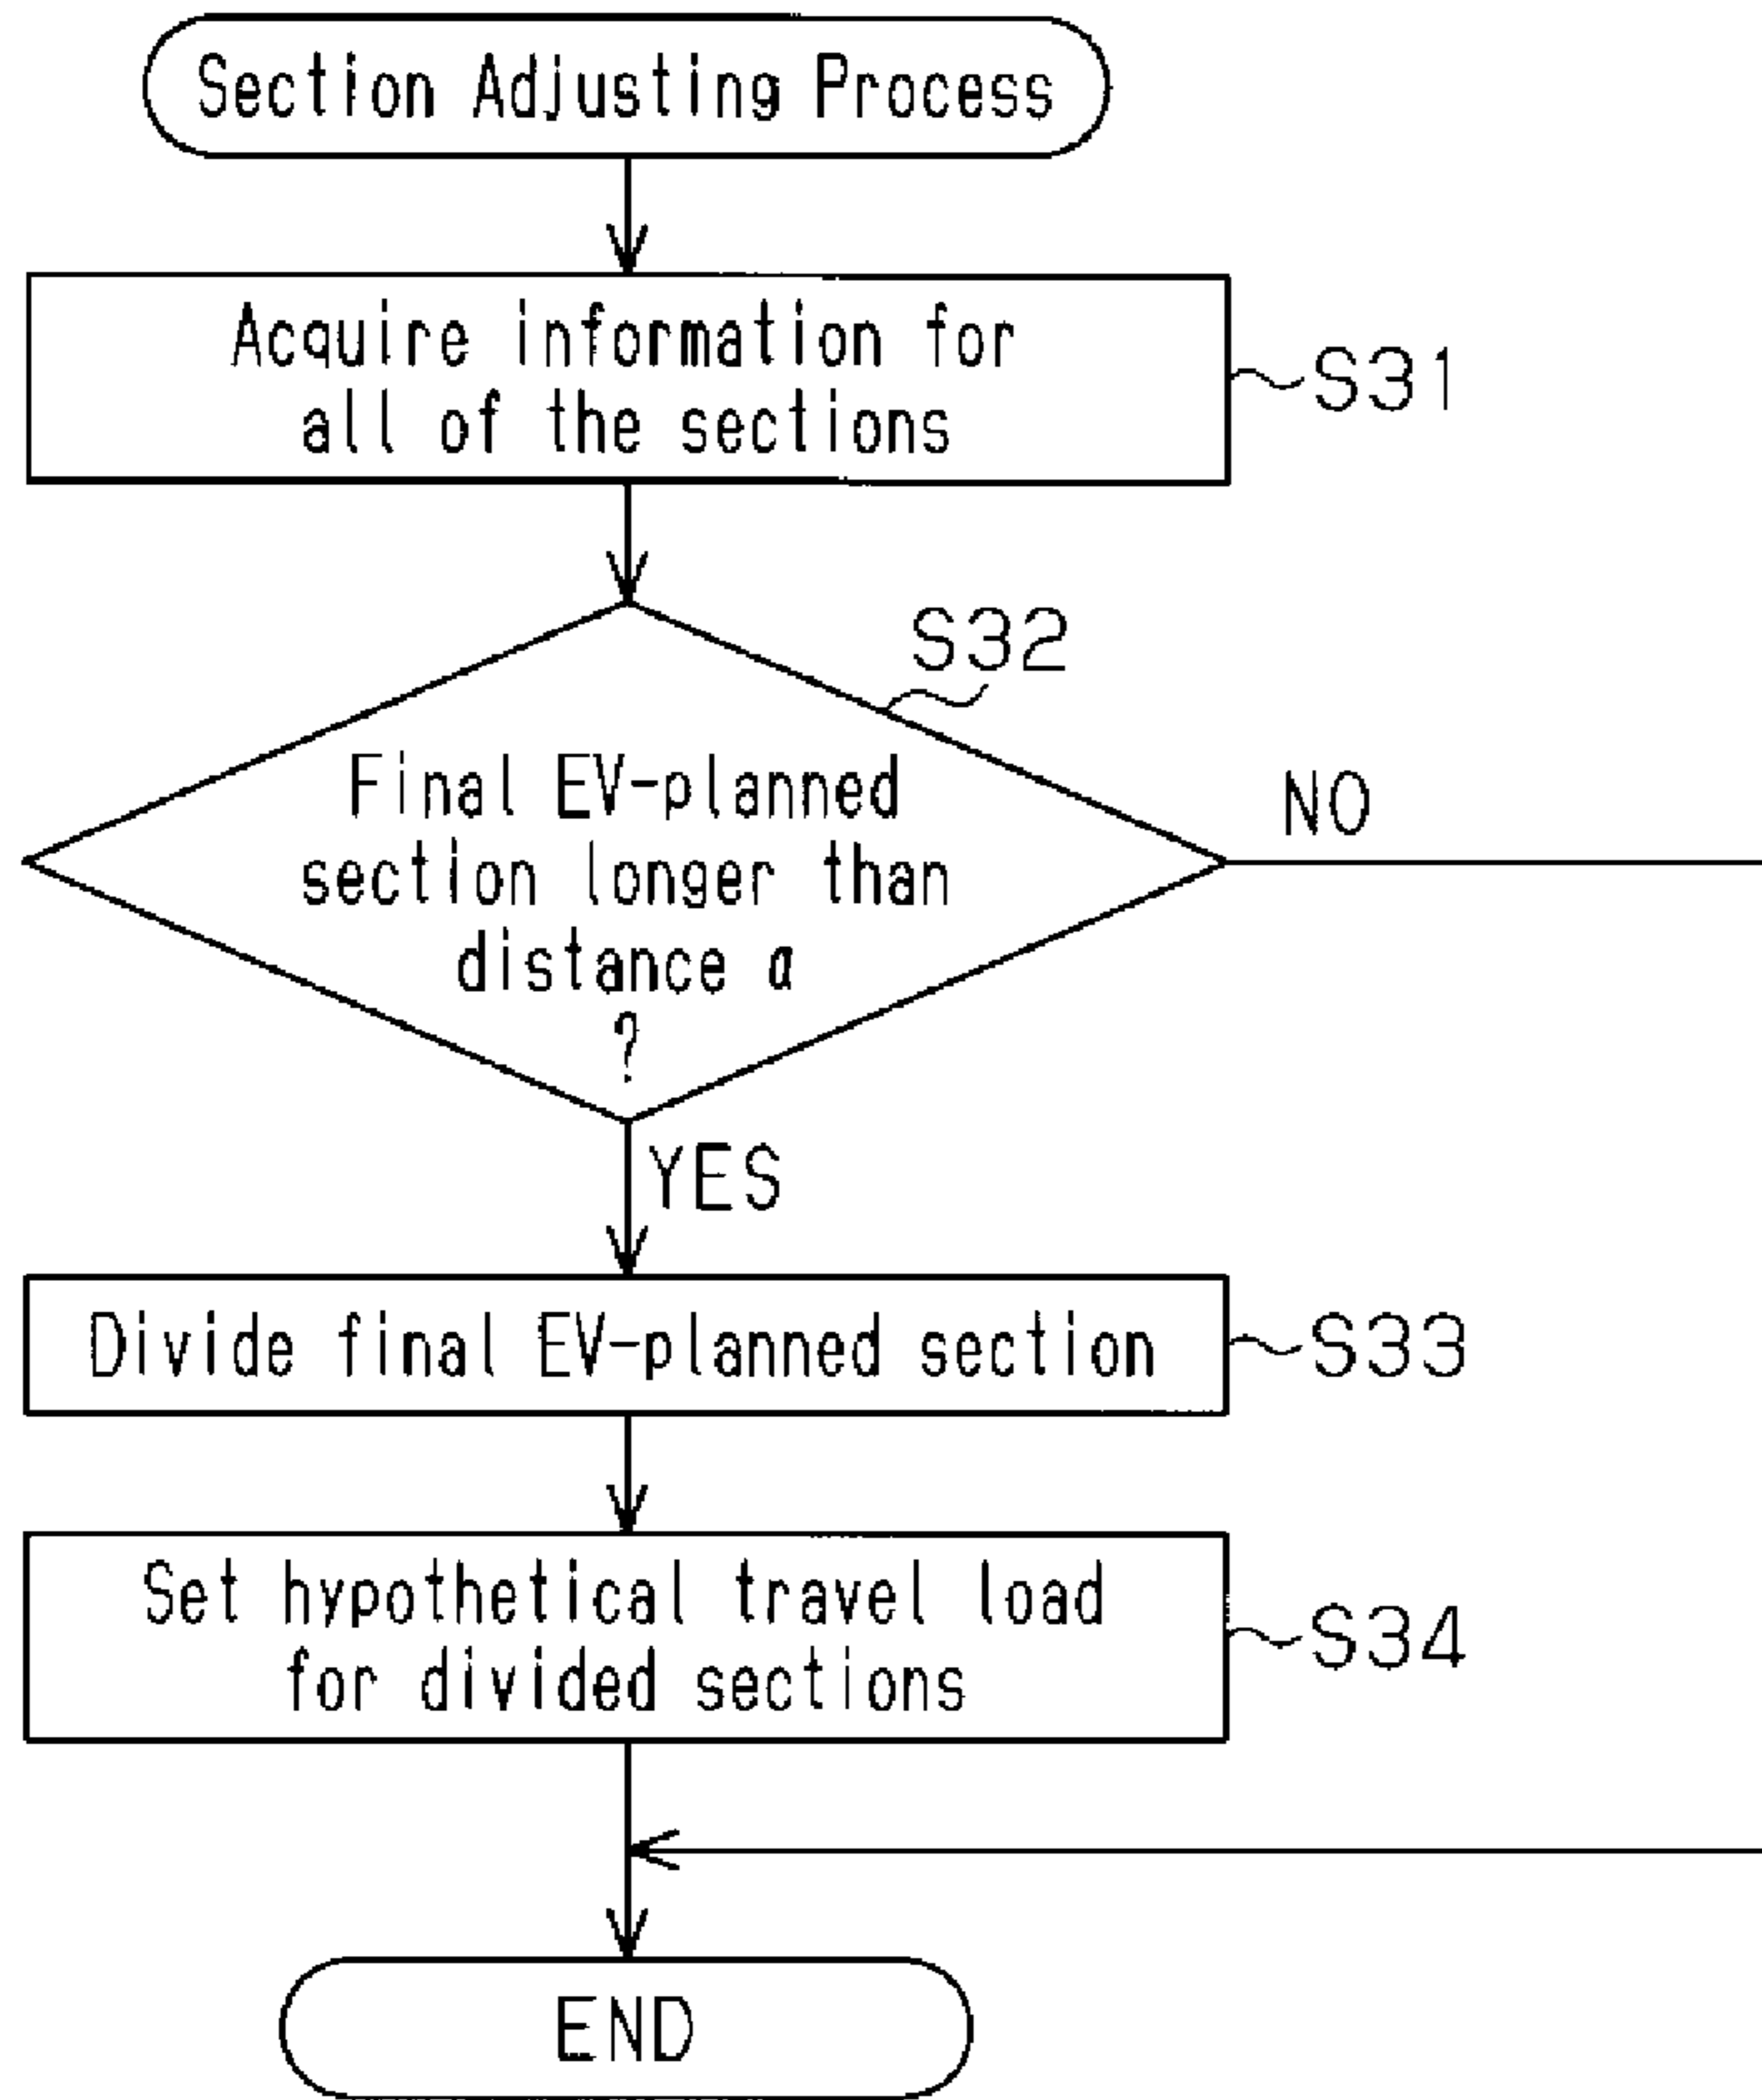 Section Adjusting Process
Acquire information for
all of the sections
S31
S32
Final EV-planned
section longer than
distance α
?
NO
YES
Divide final EV-planned section
S33
Set hypothetical travel load
for divided sections
S34
END